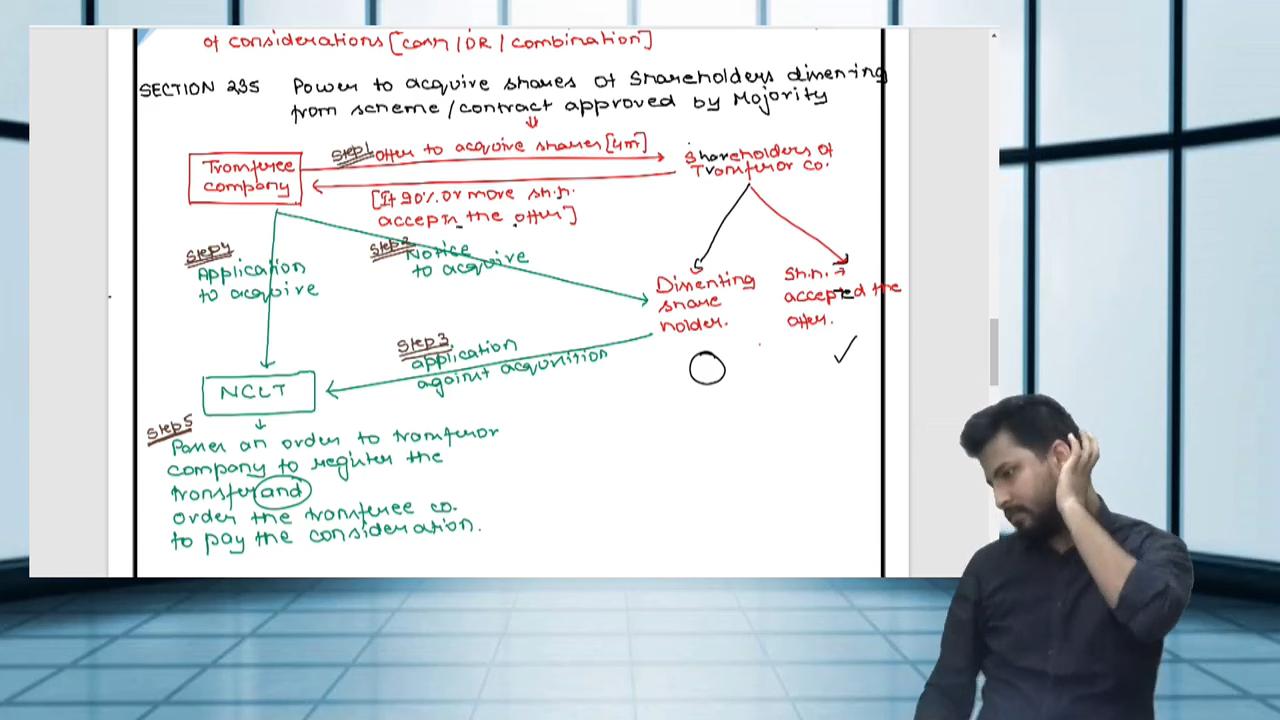 of considerations [cash / DR / combination]
SECTION 235 Power to acquire shares of shareholders dissenting
from scheme / contract approved by Majority
Step1 offer to acquire shares [4m]
Transferee
company
Shareholders of
Transferor co.
[If 90% or more sh.h.
accepts the offer]
Step4
Application
to acquire
Step2 Notice
to acquire
Dissenting
share
holder.
Sh.h. →
accepted the
offer.
Step3
application
against acquisition
NCLT
Step5
Passes an order to transferor
company to register the
transfer and
order the transferee co.
to pay the consideration.